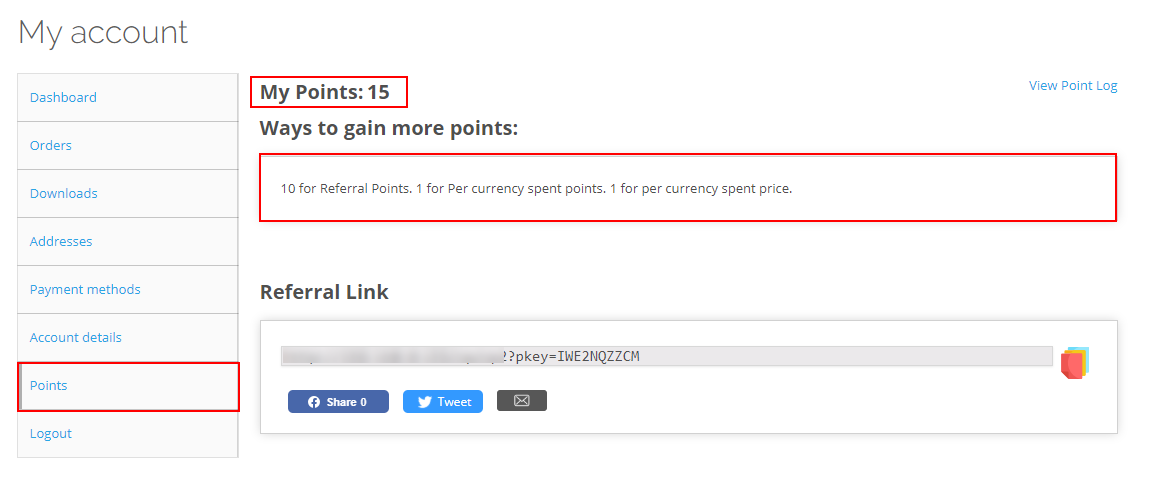 My account
Dashboard
Orders
Downloads
Addresses
Payment methods
Account details
Points
Logout
My Points: 15
View Point Log
Ways to gain more points:
10 for Referral Points. 1 for Per currency spent points. 1 for per currency spent price.
Referral Link
2?pkey=IWE2NQZZCM
Share 0
Tweet